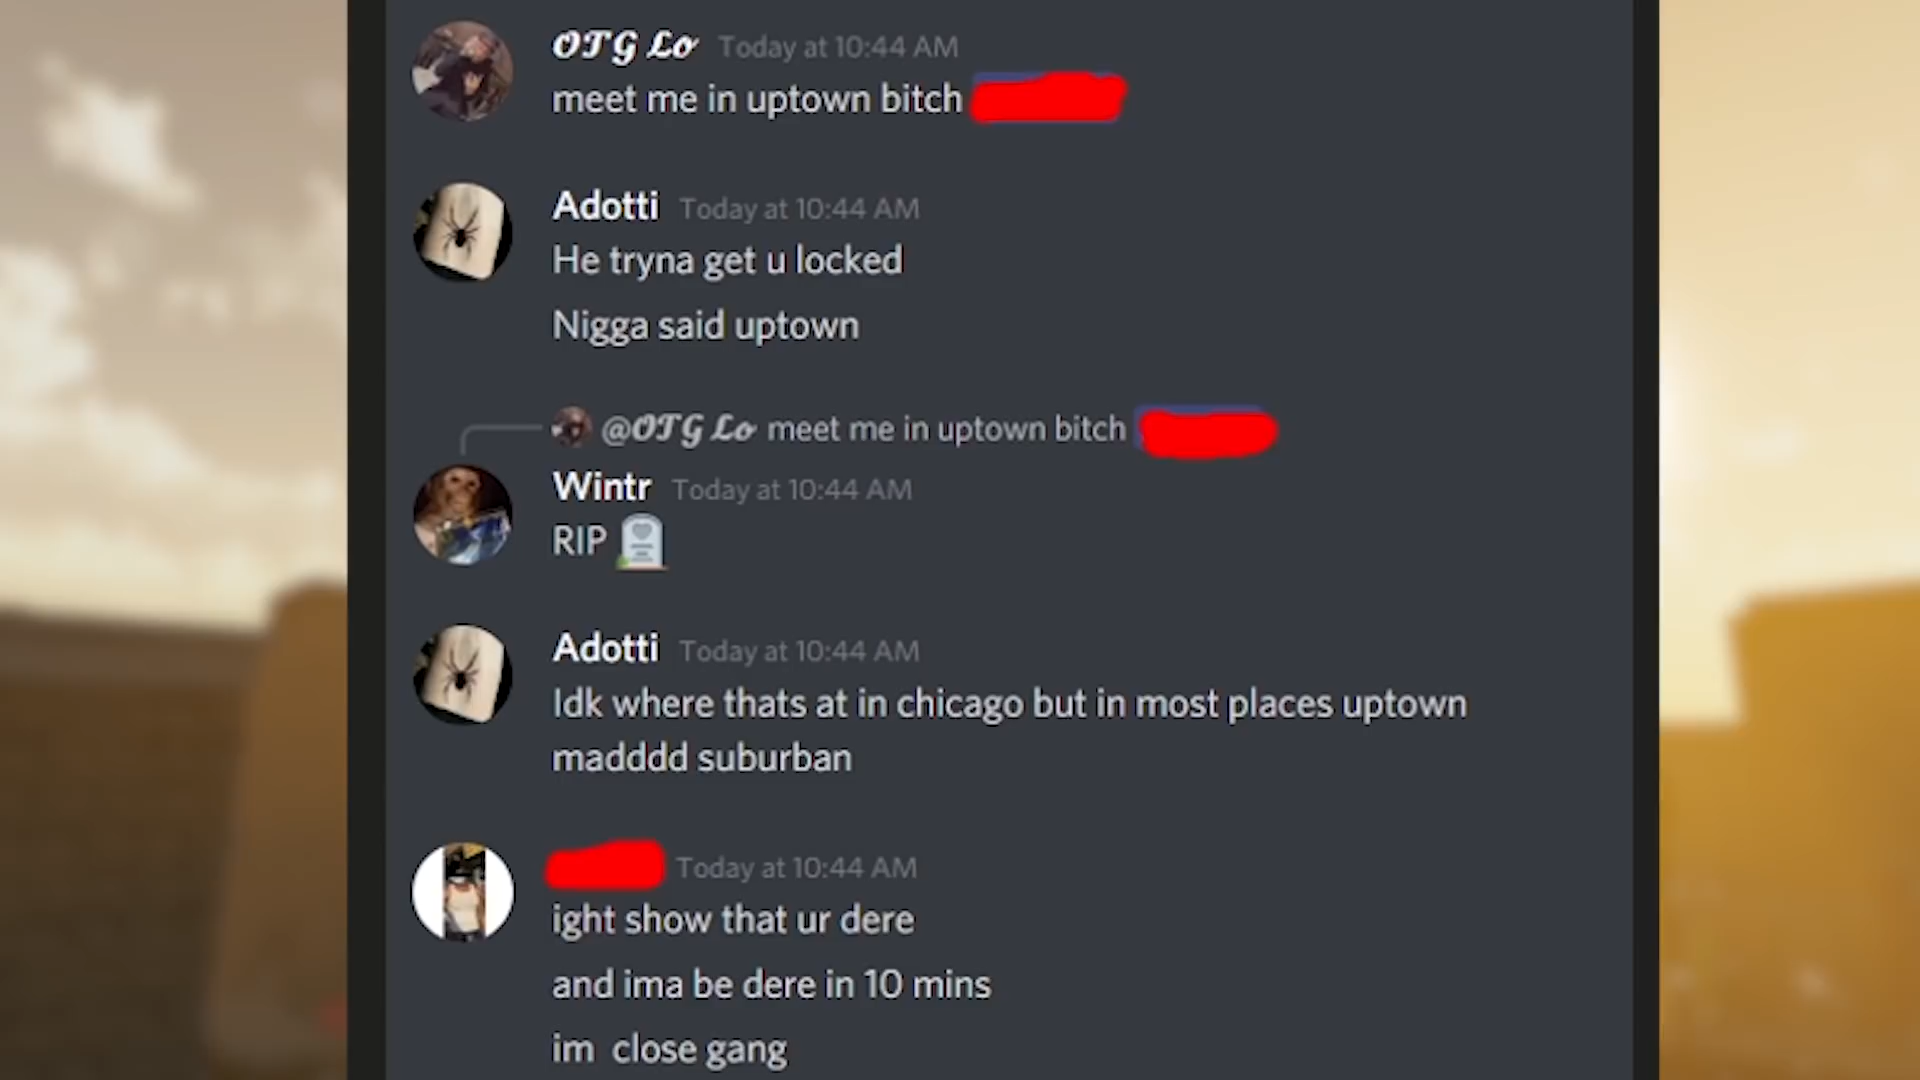 𝓞𝓣𝓖 𝓛𝓸 Today at 10:44 AM
meet me in uptown bitch
Adotti Today at 10:44 AM
He tryna get u locked
Nigga said uptown
@𝓞𝓣𝓖 𝓛𝓸 meet me in uptown bitch
Wintr Today at 10:44 AM
RIP 🪦
Adotti Today at 10:44 AM
Idk where thats at in chicago but in most places uptown
madddd suburban
Today at 10:44 AM
ight show that ur dere
and ima be dere in 10 mins
im  close gang